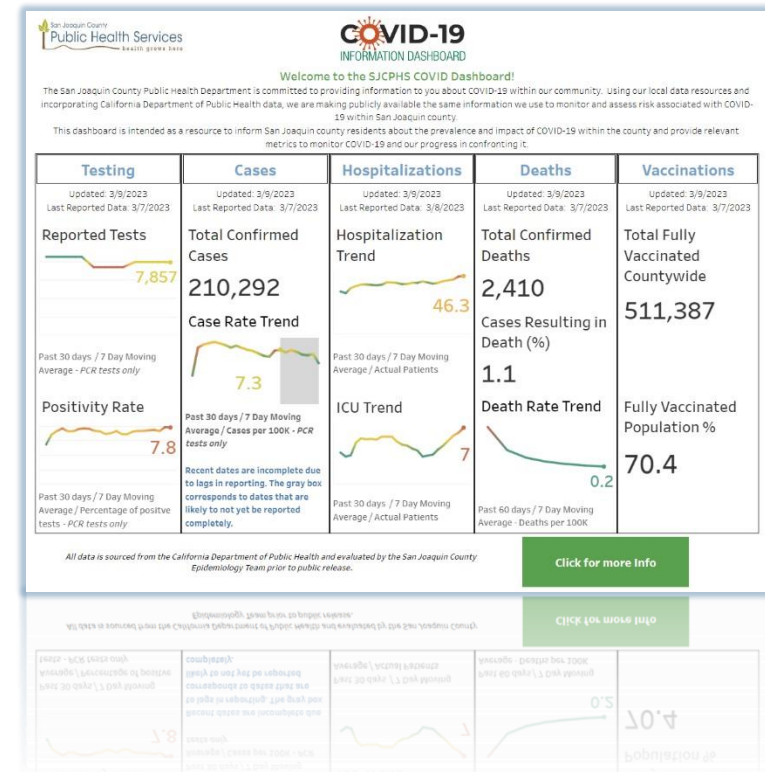 San Joaquin County
Public Health Services
health grows here
COVID-19
INFORMATION DASHBOARD
Welcome to the SJCPHS COVID Dashboard!
The San Joaquin County Public Health Department is committed to providing information to you about COVID-19 within our community. Using our local data resources and
incorporating California Department of Public Health data, we are making publicly available the same information we use to monitor and assess risk associated with COVID-
19 within San Joaquin county.
This dashboard is intended as a resource to inform San Joaquin county residents about the prevalence and impact of COVID-19 within the county and provide relevant
metrics to monitor COVID-19 and our progress in confronting it.
Testing
Updated: 3/9/2023
Last Reported Data: 3/7/2023
Reported Tests
7,857
Past 30 days / 7 Day Moving
Average - PCR tests only
Positivity Rate
7.8
Past 30 days / 7 Day Moving
Average / Percentage of positve
tests - PCR tests only
Cases
Updated: 3/9/2023
Last Reported Data: 3/7/2023
Total Confirmed
Cases
210,292
Case Rate Trend
7.3
Past 30 days / 7 Day Moving
Average / Cases per 100K - PCR
tests only
Recent dates are incomplete due
to lags in reporting. The gray box
corresponds to dates that are
likely to not yet be reported
completely.
Hospitalizations
Updated: 3/9/2023
Last Reported Data: 3/8/2023
Hospitalization
Trend
46.3
Past 30 days / 7 Day Moving
Average / Actual Patients
ICU Trend
7
Past 30 days / 7 Day Moving
Average / Actual Patients
Deaths
Updated: 3/9/2023
Last Reported Data: 3/7/2023
Total Confirmed
Deaths
2,410
Cases Resulting in
Death (%)
1.1
Death Rate Trend
0.2
Past 60 days / 7 Day Moving
Average - Deaths per 100K
Vaccinations
Updated: 3/9/2023
Last Reported Data: 3/7/2023
Total Fully
Vaccinated
Countywide
511,387
Fully Vaccinated
Population %
70.4
All data is sourced from the California Department of Public Health and evaluated by the San Joaquin County
Epidemiology Team prior to public release.
Click for more Info